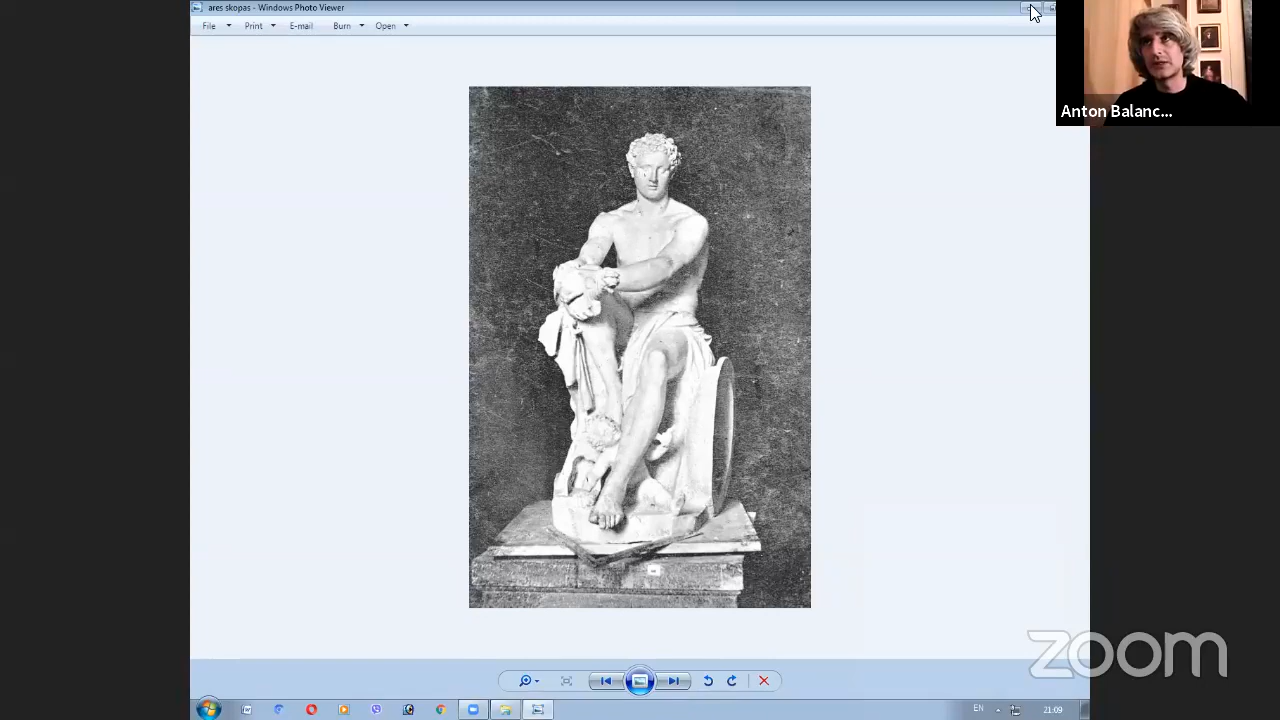 ares skopas - Windows Photo Viewer
File Print E-mail Burn Open
Anton Balanc...
zoom
EN 21:09